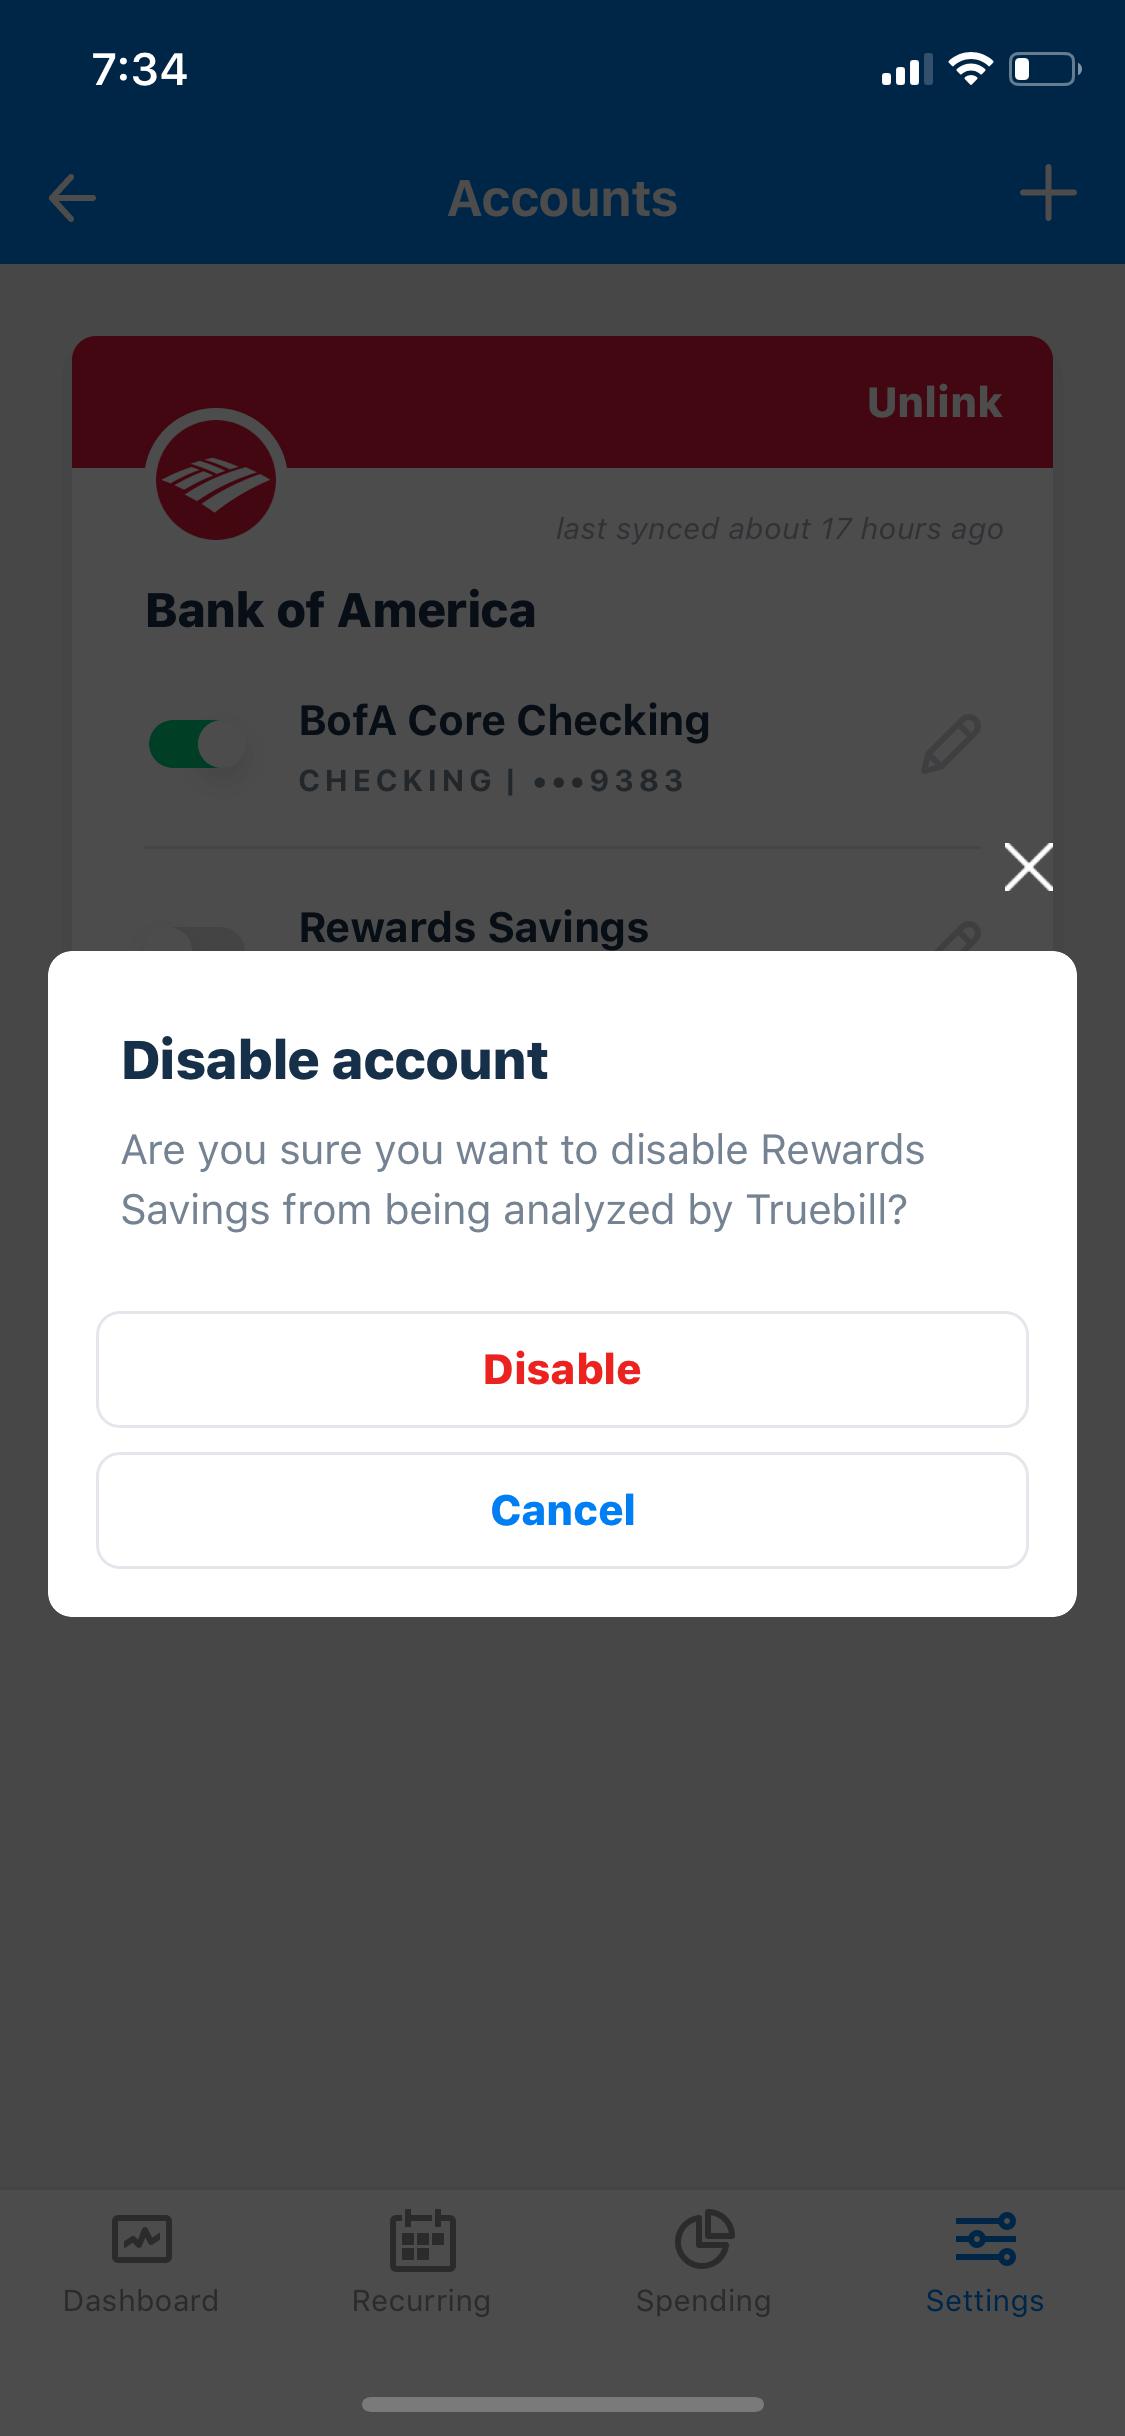 7:34
Accounts
Unlink
last synced about 17 hours ago
Bank of America
BofA Core Checking
CHECKING | •••9383
Rewards Savings
Disable account
Are you sure you want to disable Rewards
Savings from being analyzed by Truebill?
Disable
Cancel
Dashboard
Recurring
Spending
Settings